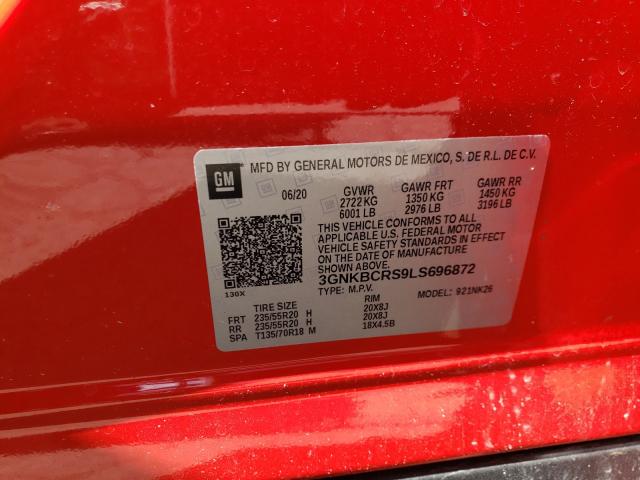 MFD BY GENERAL MOTORS DE MEXICO, S. DE R.L. DE C.V.
GM
06/20 GVWR GAWR FRT GAWR RR
2722 KG 1350 KG 1450 KG
6001 LB 2976 LB 3196 LB
THIS VEHICLE CONFORMS TO ALL
APPLICABLE U.S. FEDERAL MOTOR
VEHICLE SAFETY STANDARDS IN EFFECT
ON THE DATE OF MANUFACTURE SHOWN ABOVE.
3GNKBCRS9LS696872
130X TYPE: M.P.V. MODEL: 921NK26
TIRE SIZE RIM
FRT 235/55R20 H 20X8J
RR 235/55R20 H 20X8J
SPA T135/70R18 M 18X4.5B